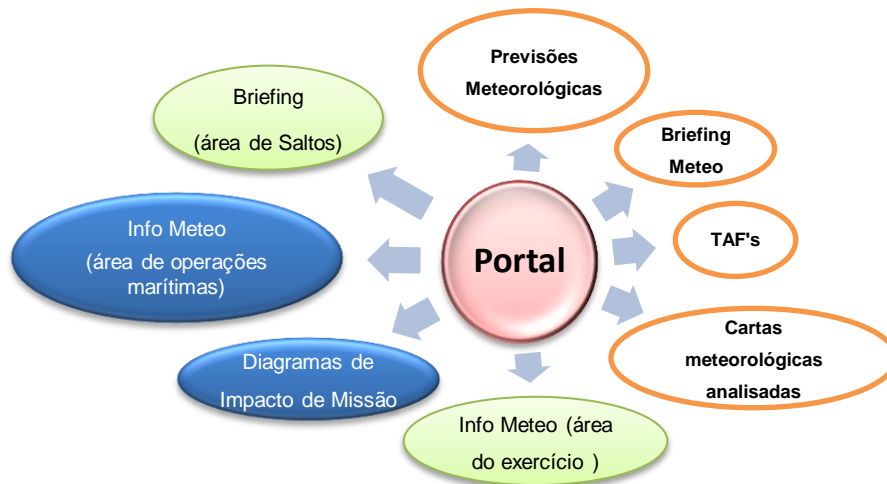 Previsões
Meteorológicas
Briefing
(área de Saltos)
Briefing
Meteo
Info Meteo
(área de operações
marítimas)
Portal
TAF's
Cartas
meteorológicas
analisadas
Diagramas de
Impacto de Missão
Info Meteo (área
do exercício )